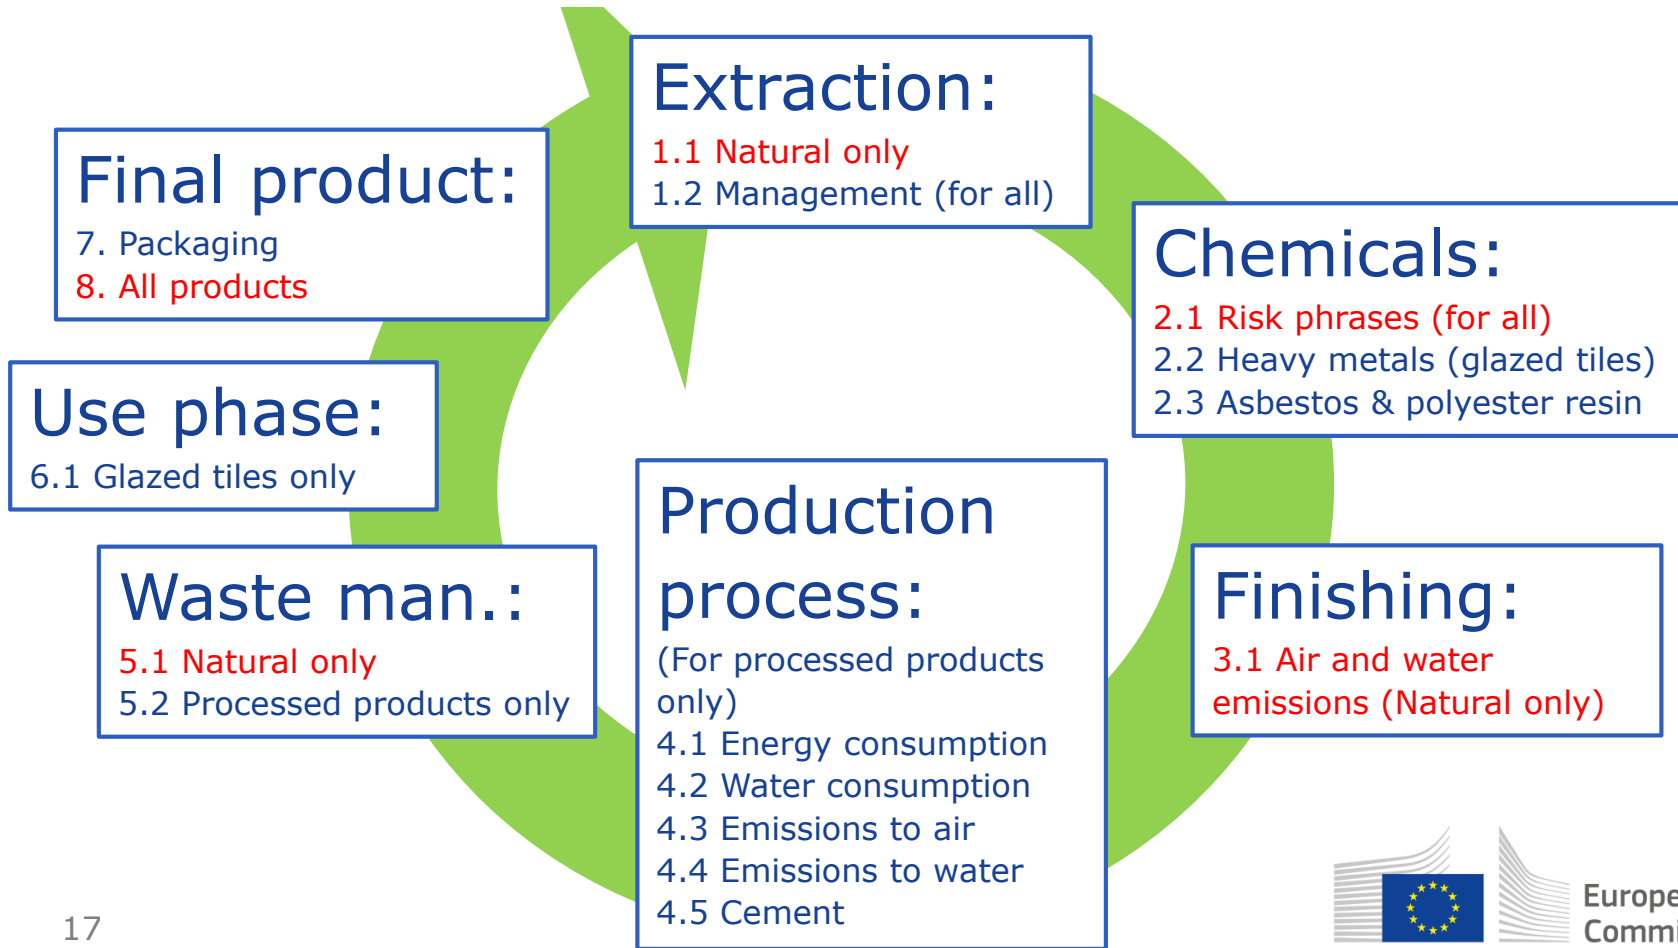 Extraction:
1.1 Natural only
1.2 Management (for all)
Chemicals:
2.1 Risk phrases (for all)
2.2 Heavy metals (glazed tiles)
2.3 Asbestos & polyester resin
Finishing:
3.1 Air and water
emissions (Natural only)
Production
process:
(For processed products
only)
4.1 Energy consumption
4.2 Water consumption
4.3 Emissions to air
4.4 Emissions to water
4.5 Cement
Waste man.:
5.1 Natural only
5.2 Processed products only
Use phase:
6.1 Glazed tiles only
Final product:
7. Packaging
8. All products
17
Europe
Commi